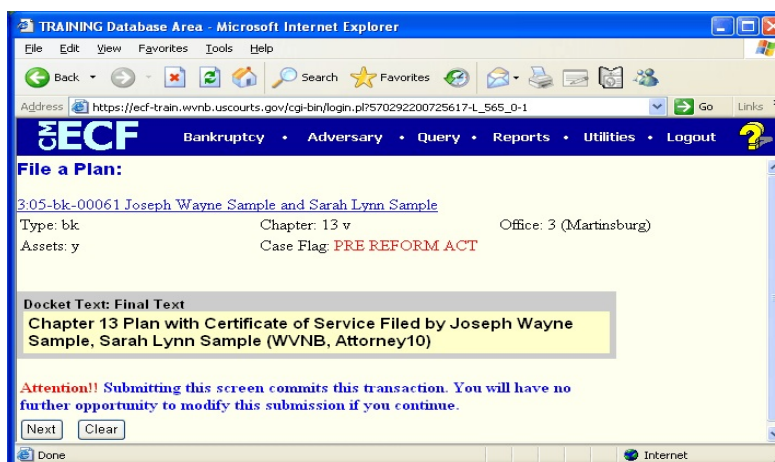 TRAINING Database Area - Microsoft Internet Explorer
File Edit View Favorites Tools Help
Back Search Favorites
Address https://ecf-train.wvnb.uscourts.gov/cgi-bin/login.pl?570292200725617-L_565_0-1 Go Links
CM ECF Bankruptcy • Adversary • Query • Reports • Utilities • Logout ?
File a Plan:
3:05-bk-00061 Joseph Wayne Sample and Sarah Lynn Sample
Type: bk Chapter: 13 v Office: 3 (Martinsburg)
Assets: y Case Flag: PRE REFORM ACT
Docket Text: Final Text
Chapter 13 Plan with Certificate of Service Filed by Joseph Wayne
Sample, Sarah Lynn Sample (WVNB, Attorney10)
Attention!! Submitting this screen commits this transaction. You will have no
further opportunity to modify this submission if you continue.
Next Clear
Done Internet